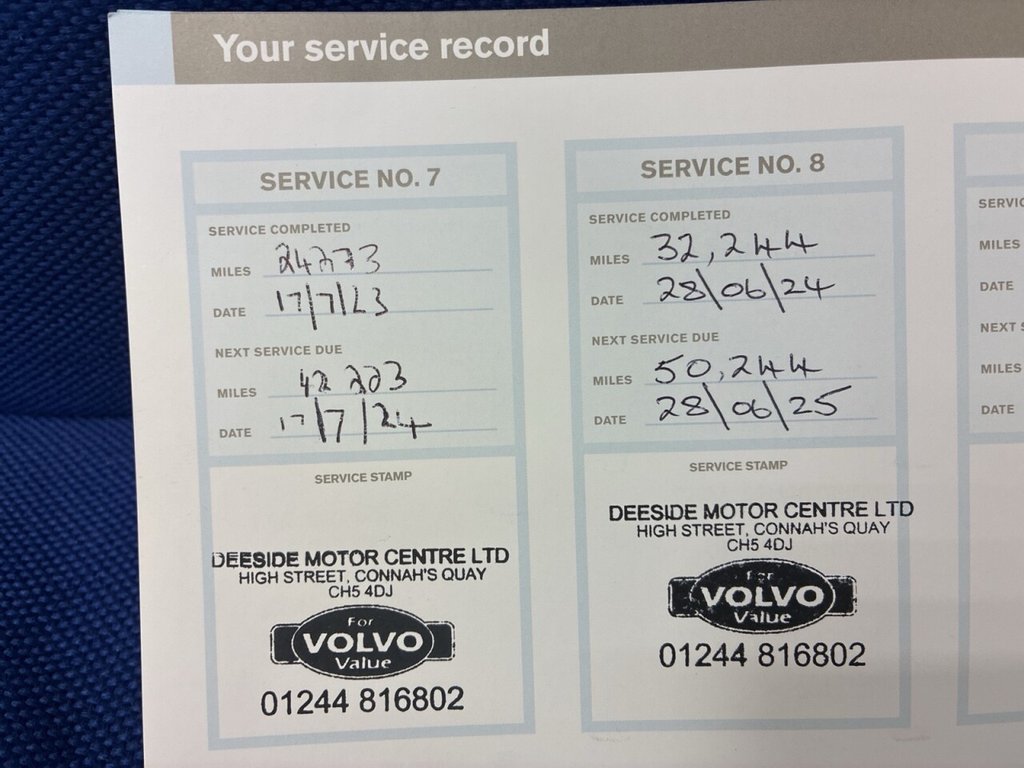 Your service record
SERVICE NO. 7
SERVICE COMPLETED
MILES 24273
DATE 17/7/23
NEXT SERVICE DUE
MILES 42 223
DATE 17/7/24
SERVICE STAMP
DEESIDE MOTOR CENTRE LTD
HIGH STREET, CONNAH'S QUAY
CH5 4DJ
For
VOLVO
Value
01244 816802
SERVICE NO. 8
SERVICE COMPLETED
MILES 32,244
DATE 28\06\24
NEXT SERVICE DUE
MILES 50,244
DATE 28\06\25
SERVICE STAMP
DEESIDE MOTOR CENTRE LTD
HIGH STREET, CONNAH'S QUAY
CH5 4DJ
For
VOLVO
Value
01244 816802
MILES
DATE
MILES
DATE